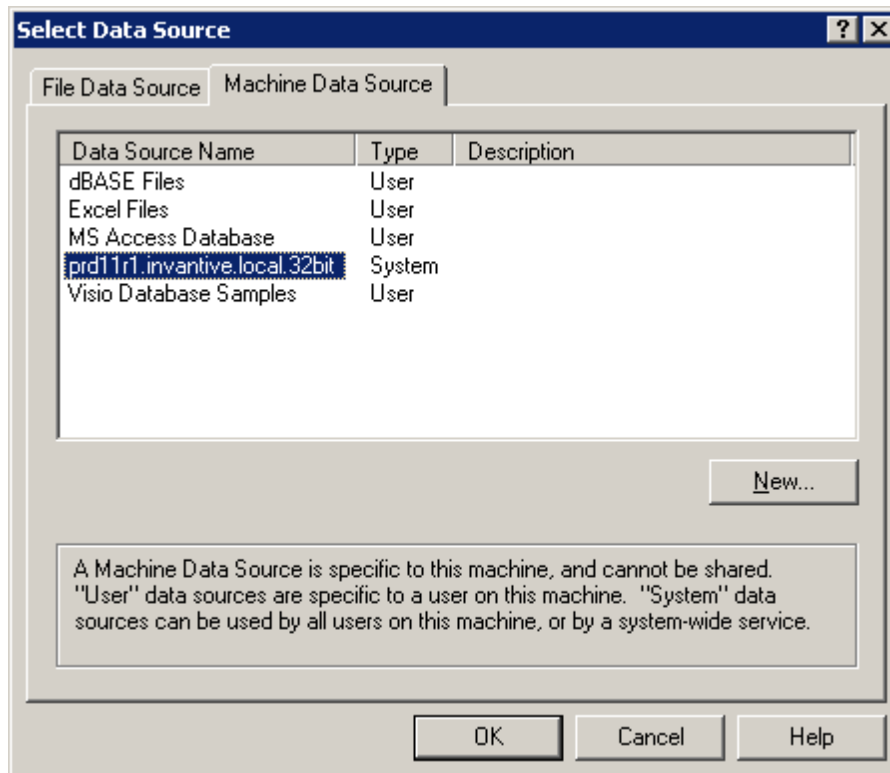 Select Data Source
File Data Source Machine Data Source
Data Source Name Type Description
dBASE Files User
Excel Files User
MS Access Database User
prd11r1.invantive.local.32bit System
Visio Database Samples User
New...
A Machine Data Source is specific to this machine, and cannot be shared.
"User" data sources are specific to a user on this machine. "System" data
sources can be used by all users on this machine, or by a system-wide service.
OK Cancel Help